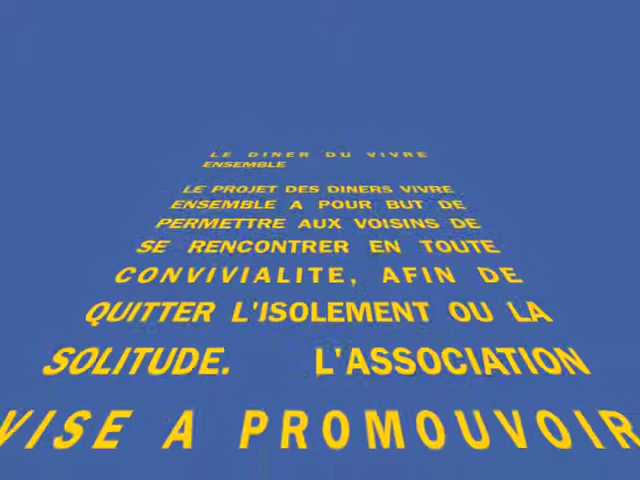 LE DINER DU VIVRE
ENSEMBLE
LE PROJET DES DINERS VIVRE
ENSEMBLE A POUR BUT DE
PERMETTRE AUX VOISINS DE
SE RENCONTRER EN TOUTE
CONVIVIALITE, AFIN DE
QUITTER L'ISOLEMENT OU LA
SOLITUDE. L'ASSOCIATION
VISE A PROMOUVOIR